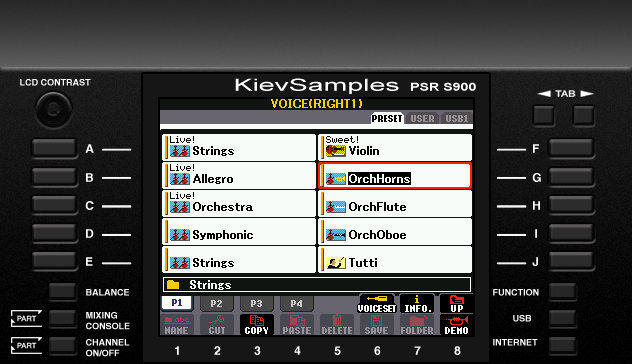 LCD CONTRAST
KievSamples PSR S900
TAB
VOICE(RIGHT1)
PRESET USER USB1
A
Live!
Strings
Sweet!
Violin
F
B
Live!
Allegro
OrchHorns
G
C
Live!
Orchestra
OrchFlute
H
D
Symphonic
OrchOboe
I
E
Strings
Tutti
J
Strings
BALANCE
FUNCTION
P1 P2 P3 P4
VOICESET INFO. UP
PART
MIXING
CONSOLE
USB
NAME CUT COPY PASTE DELETE SAVE FOLDER DEMO
PART
CHANNEL
ON/OFF
INTERNET
1 2 3 4 5 6 7 8